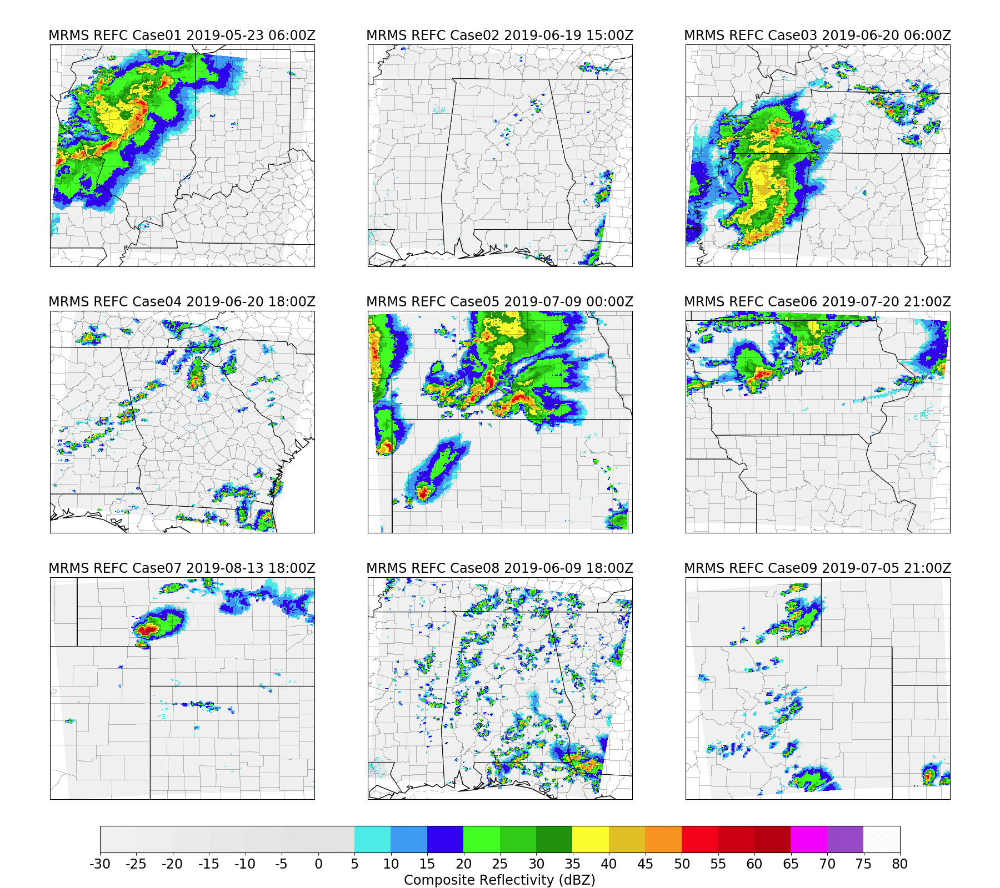 MRMS REFC Case01 2019-05-23 06:00Z
MRMS REFC Case02 2019-06-19 15:00Z
MRMS REFC Case03 2019-06-20 06:00Z
MRMS REFC Case04 2019-06-20 18:00Z
MRMS REFC Case05 2019-07-09 00:00Z
MRMS REFC Case06 2019-07-20 21:00Z
MRMS REFC Case07 2019-08-13 18:00Z
MRMS REFC Case08 2019-06-09 18:00Z
MRMS REFC Case09 2019-07-05 21:00Z
-30 -25 -20 -15 -10 -5 0 5 10 15 20 25 30 35 40 45 50 55 60 65 70 75 80
Composite Reflectivity (dBZ)